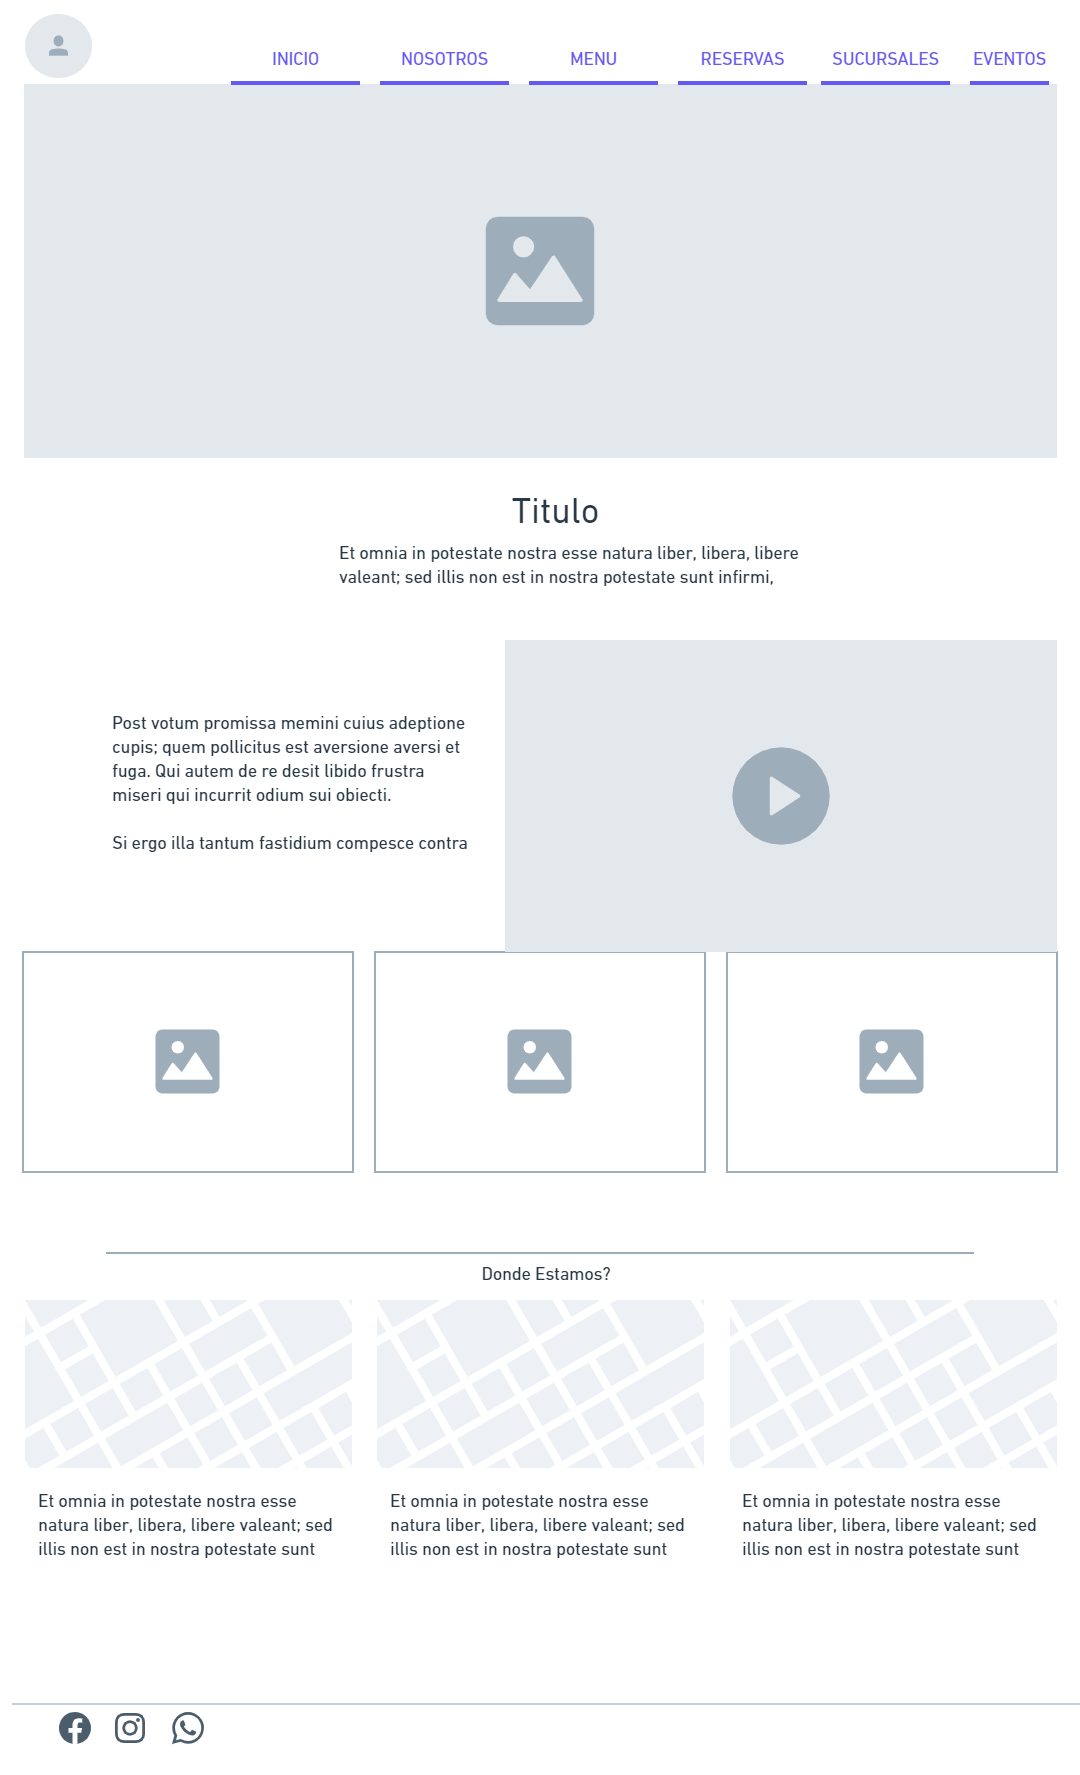 INICIO NOSOTROS MENU RESERVAS SUCURSALES EVENTOS
Titulo
Et omnia in potestate nostra esse natura liber, libera, libere
valeant; sed illis non est in nostra potestate sunt infirmi,
Post votum promissa memini cuius adeptione
cupis; quem pollicitus est aversione aversi et
fuga. Qui autem de re desit libido frustra
miseri qui incurrit odium sui obiecti.
Si ergo illa tantum fastidium compesce contra
Donde Estamos?
Et omnia in potestate nostra esse
natura liber, libera, libere valeant; sed
illis non est in nostra potestate sunt
Et omnia in potestate nostra esse
natura liber, libera, libere valeant; sed
illis non est in nostra potestate sunt
Et omnia in potestate nostra esse
natura liber, libera, libere valeant; sed
illis non est in nostra potestate sunt